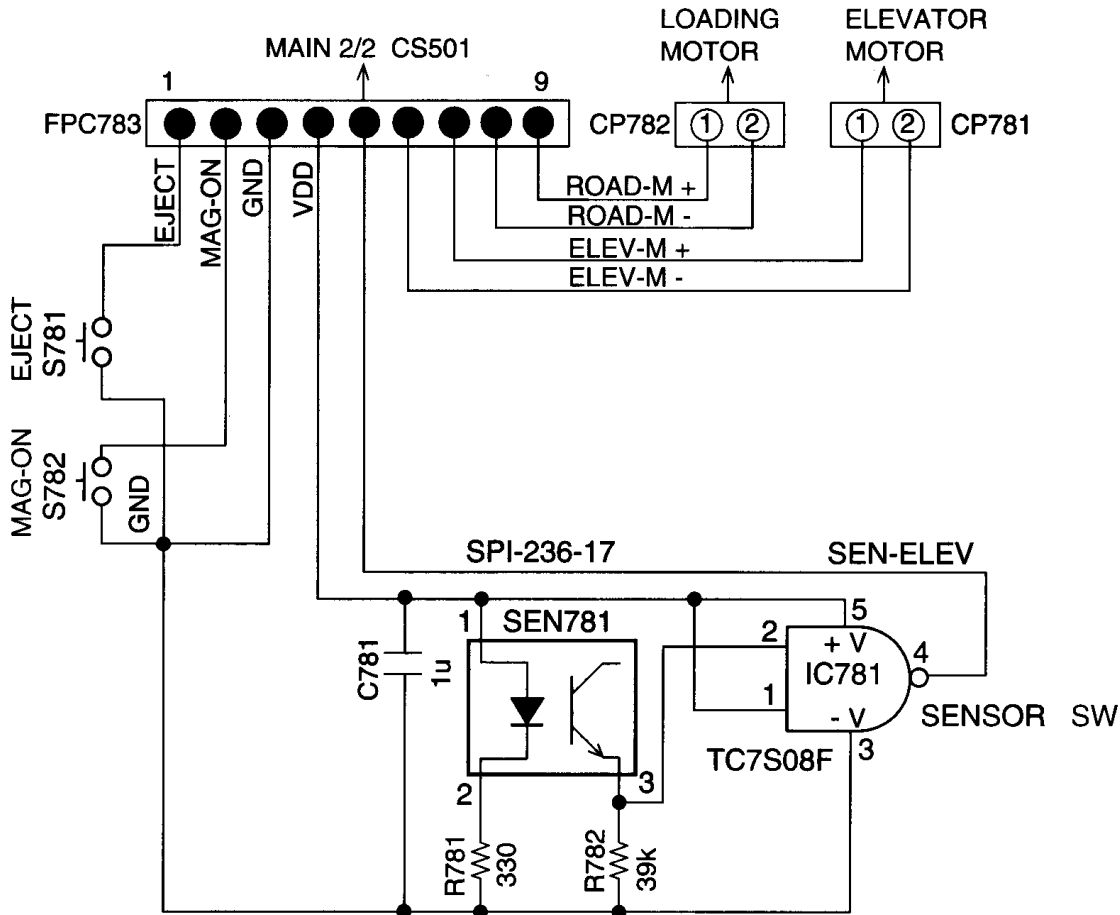 LOADING MOTOR
ELEVATOR MOTOR
MAIN 2/2 CS501
1
9
FPC783
CP782
1 2
1 2
CP781
EJECT
MAG-ON
GND
VDD
ROAD-M +
ROAD-M -
ELEV-M +
ELEV-M -
EJECT
S781
MAG-ON
S782
GND
SPI-236-17
SEN-ELEV
1
SEN781
2
5
+ V
4
IC781
C781
1u
1
- V
SENSOR SW
3
TC7S08F
2
3
R781
330
R782
39k